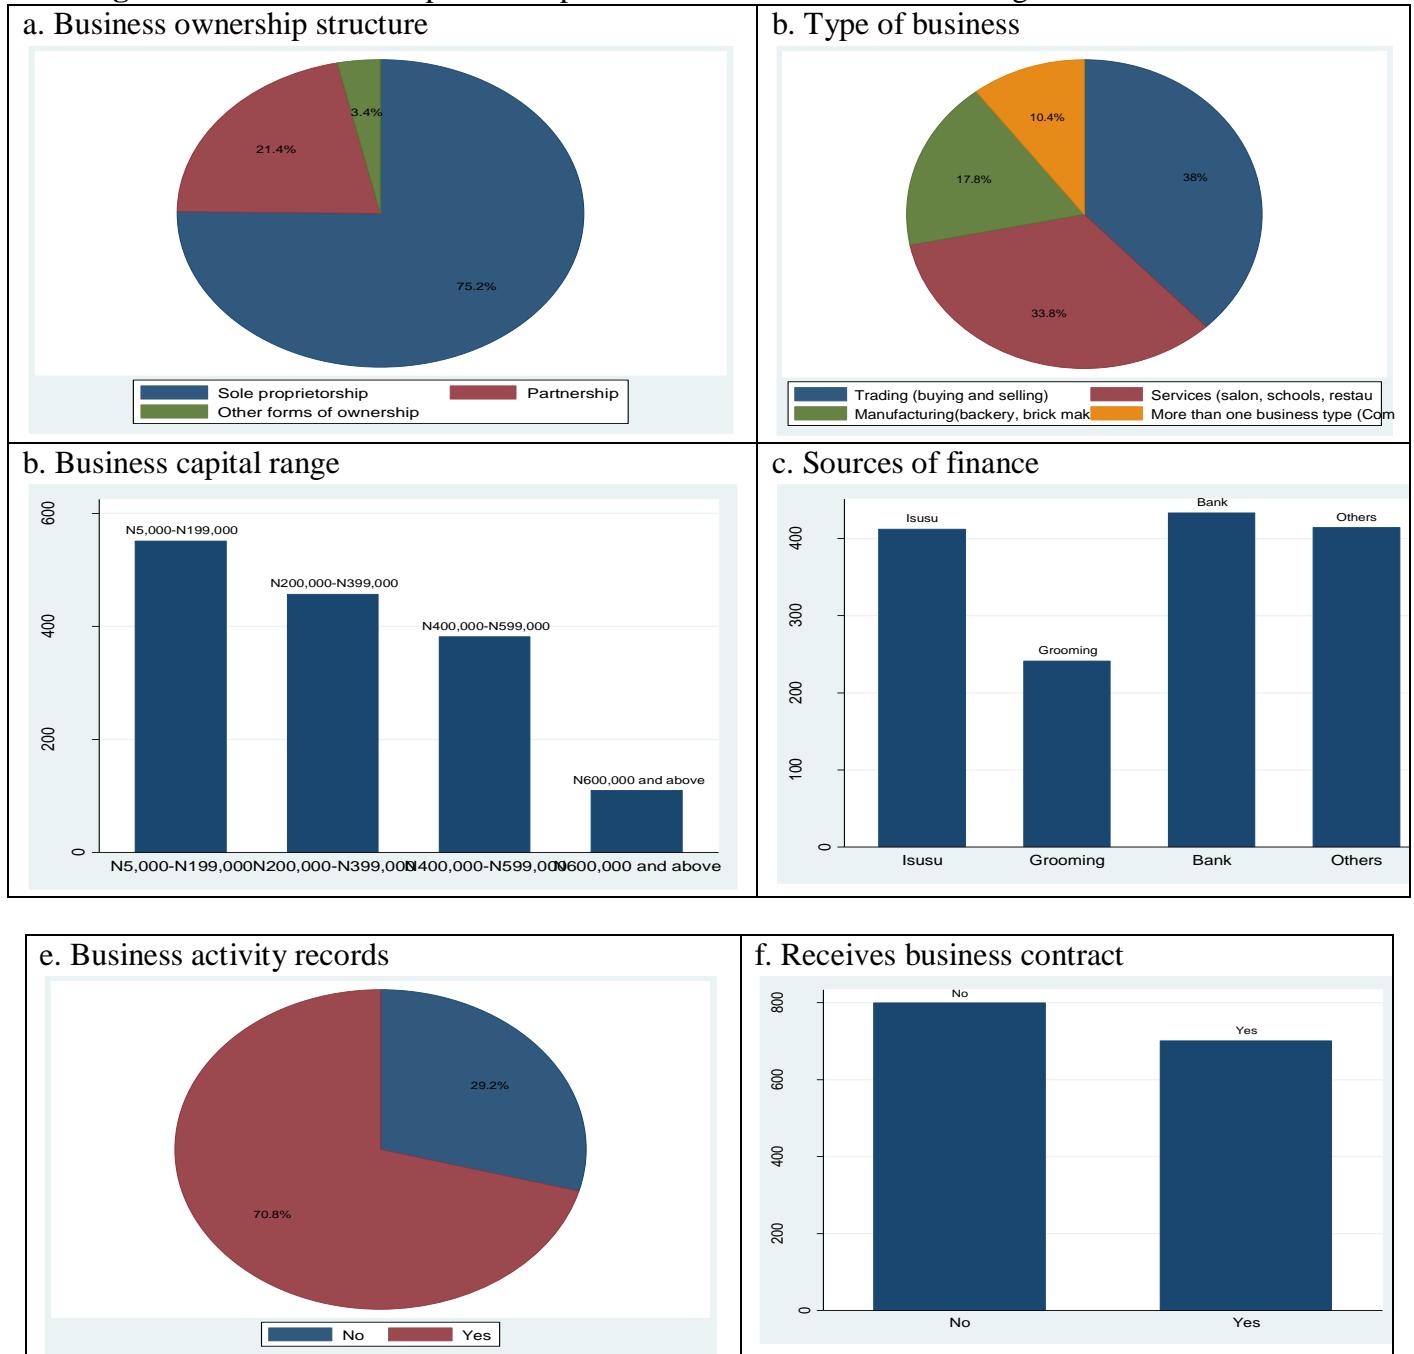 a. Business ownership structure
3.4%
21.4%
75.2%
Sole proprietorship
Partnership
Other forms of ownership
b. Type of business
10.4%
38%
17.8%
33.8%
Trading (buying and selling)
Services (salon, schools, restau
Manufacturing(backery, brick mak
More than one business type (Com
b. Business capital range
600
400
200
0
N5,000-N199,000
N200,000-N399,000
N400,000-N599,000
N600,000 and above
N5,000-N199,000
N200,000-N399,000
N400,000-N599,000
N600,000 and above
c. Sources of finance
400
300
200
100
0
Isusu
Grooming
Bank
Others
Isusu
Grooming
Bank
Others
e. Business activity records
29.2%
70.8%
No
Yes
f. Receives business contract
800
600
400
200
0
No
Yes
No
Yes